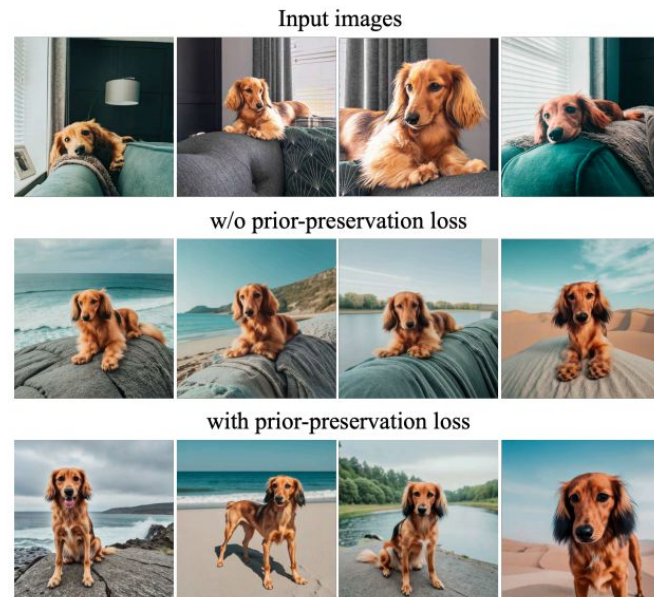 Input images
w/o prior-preservation loss
with prior-preservation loss